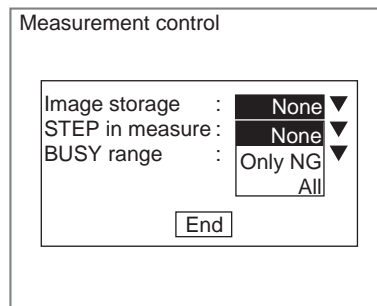 Measurement control
Image storage : None ▼
STEP in measure : None ▼
BUSY range : Only NG ▼
All
End